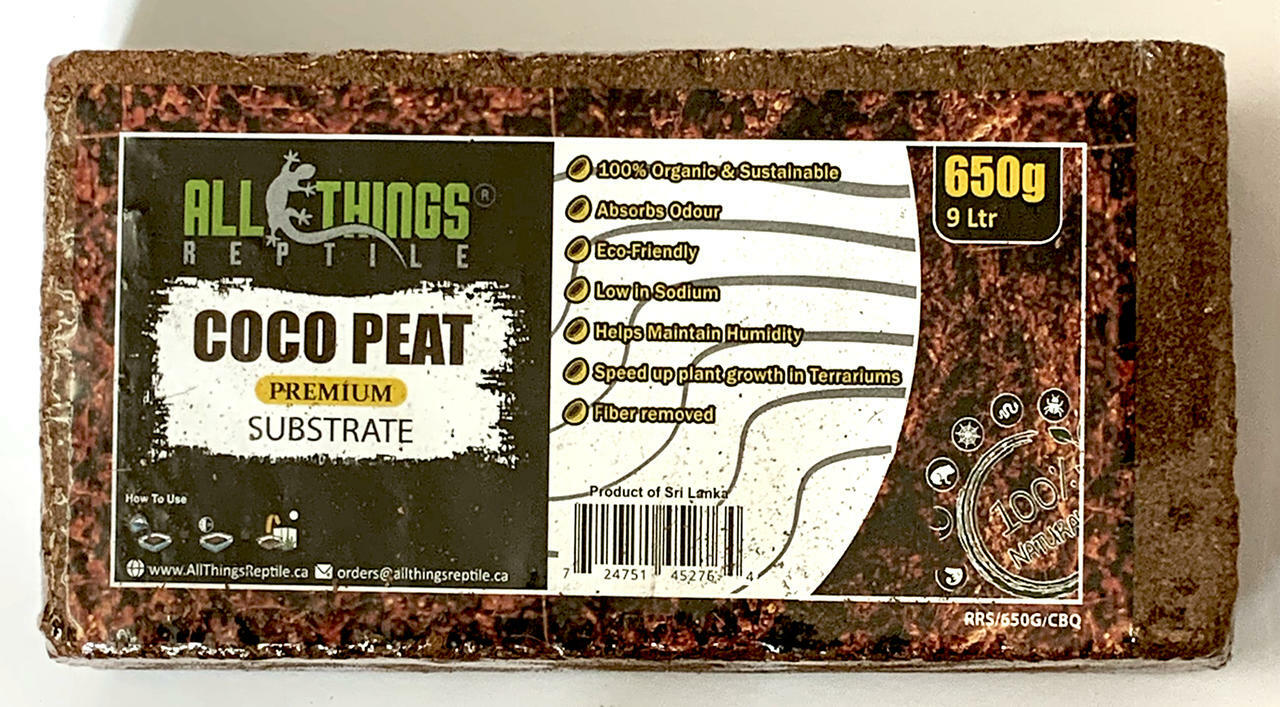 ALL THINGS ®
REPTILE
COCO PEAT
PREMIUM
SUBSTRATE
How To Use
www.AllThingsReptile.ca orders@allthingsreptile.ca
100% Organic & Sustainable
Absorbs Odour
Eco-Friendly
Low in Sodium
Helps Maintain Humidity
Speed up plant growth in Terrariums
Fiber removed
Product of Sri Lanka
7 24751 45276 4
650g
9 Ltr
100%
NATURAL
RRS/650G/CBQ